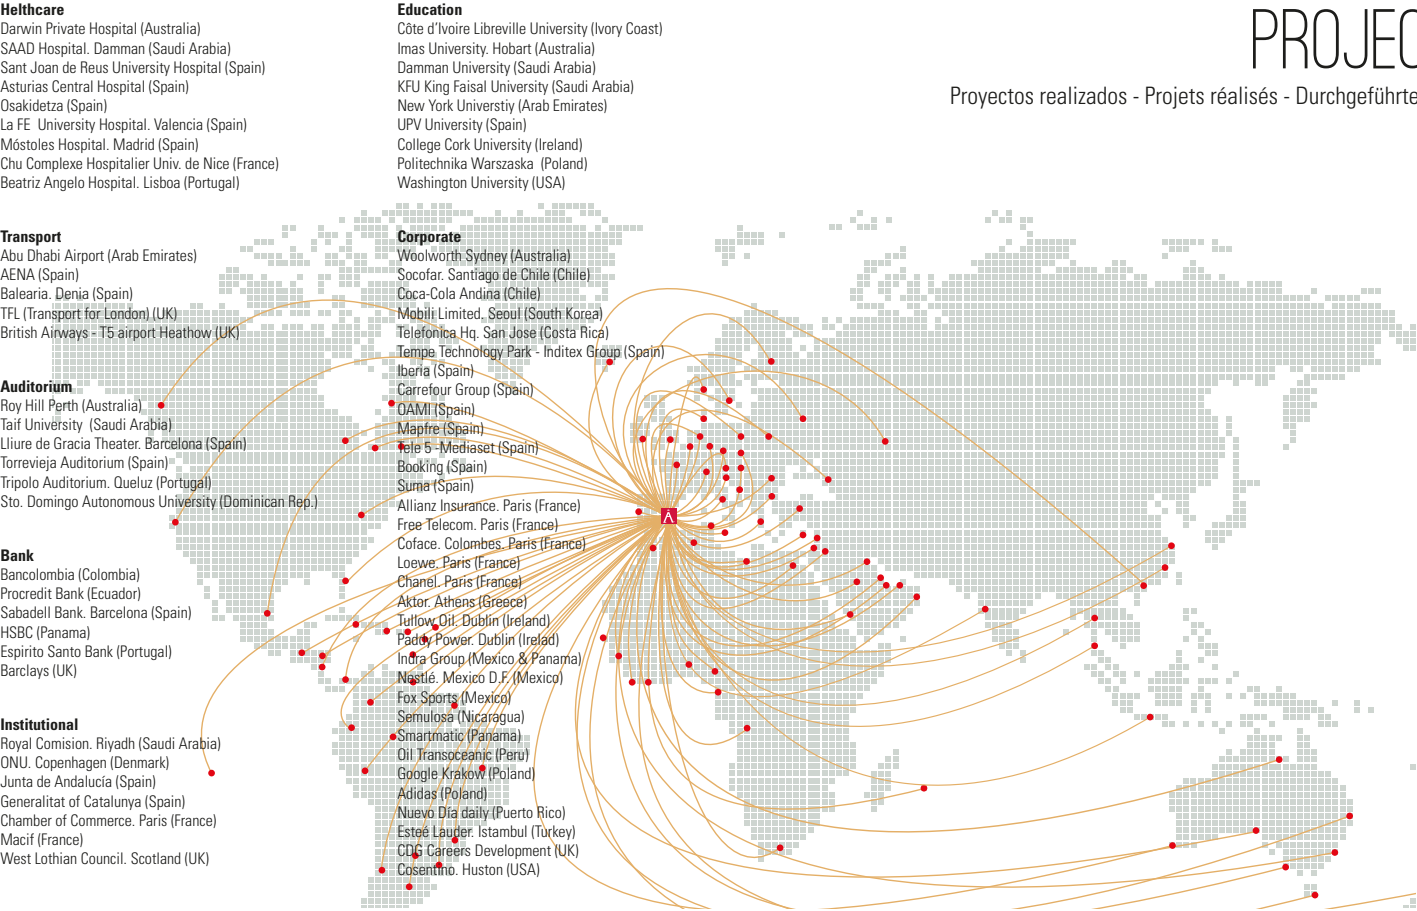 Helthcare
Darwin Private Hospital (Australia)
SAAD Hospital. Damman (Saudi Arabia)
Sant Joan de Reus University Hospital (Spain)
Asturias Central Hospital (Spain)
Osakidetza (Spain)
La FE University Hospital. Valencia (Spain)
Móstoles Hospital. Madrid (Spain)
Chu Complexe Hospitalier Univ. de Nice (France)
Beatriz Angelo Hospital. Lisboa (Portugal)
Transport
Abu Dhabi Airport (Arab Emirates)
AENA (Spain)
Balearia. Denia (Spain)
TFL (Transport for London) (UK)
British Airways - T5 airport Heathow (UK)
Auditorium
Roy Hill Perth (Australia)
Taif University (Saudi Arabia)
Lliure de Gracia Theater. Barcelona (Spain)
Torrevieja Auditorium (Spain)
Tripolo Auditorium. Queluz (Portugal)
Sto. Domingo Autonomous University (Dominican Rep.)
Bank
Bancolombia (Colombia)
Procredit Bank (Ecuador)
Sabadell Bank. Barcelona (Spain)
HSBC (Panama)
Espirito Santo Bank (Portugal)
Barclays (UK)
Institutional
Royal Comision. Riyadh (Saudi Arabia)
ONU. Copenhagen (Denmark)
Junta de Andalucía (Spain)
Generalitat of Catalunya (Spain)
Chamber of Commerce. Paris (France)
Macif (France)
West Lothian Council. Scotland (UK)
Education
Côte d'Ivoire Libreville University (Ivory Coast)
Imas University. Hobart (Australia)
Damman University (Saudi Arabia)
KFU King Faisal University (Saudi Arabia)
New York Universtiy (Arab Emirates)
UPV University (Spain)
College Cork University (Ireland)
Politechnika Warszaska (Poland)
Washington University (USA)
Corporate
Woolworth Sydney (Australia)
Socofar. Santiago de Chile (Chile)
Coca-Cola Andina (Chile)
Mobili Limited. Seoul (South Korea)
Telefonica Hq. San Jose (Costa Rica)
Tempe Technology Park - Inditex Group (Spain)
Iberia (Spain)
Carrefour Group (Spain)
OAMI (Spain)
Mapfre (Spain)
Tele 5 -Mediaset (Spain)
Booking (Spain)
Suma (Spain)
Allianz Insurance. Paris (France)
Free Telecom. Paris (France)
Coface. Colombes. Paris (France)
Loewe. Paris (France)
Chanel. Paris (France)
Aktor. Athens (Greece)
Tullow Oil. Dublin (Ireland)
Paddy Power. Dublin (Irelad)
Indra Group (Mexico & Panama)
Nestlé. Mexico D.F. (Mexico)
Fox Sports (Mexico)
Semulosa (Nicaragua)
Smartmatic (Panama)
Oil Transoceanic (Peru)
Google Krakow (Poland)
Adidas (Poland)
Nuevo Día daily (Puerto Rico)
Esteé Lauder. Istambul (Turkey)
CDG Careers Development (UK)
Cosentino. Huston (USA)
PROJEC
Proyectos realizados - Projets réalisés - Durchgeführte
Å